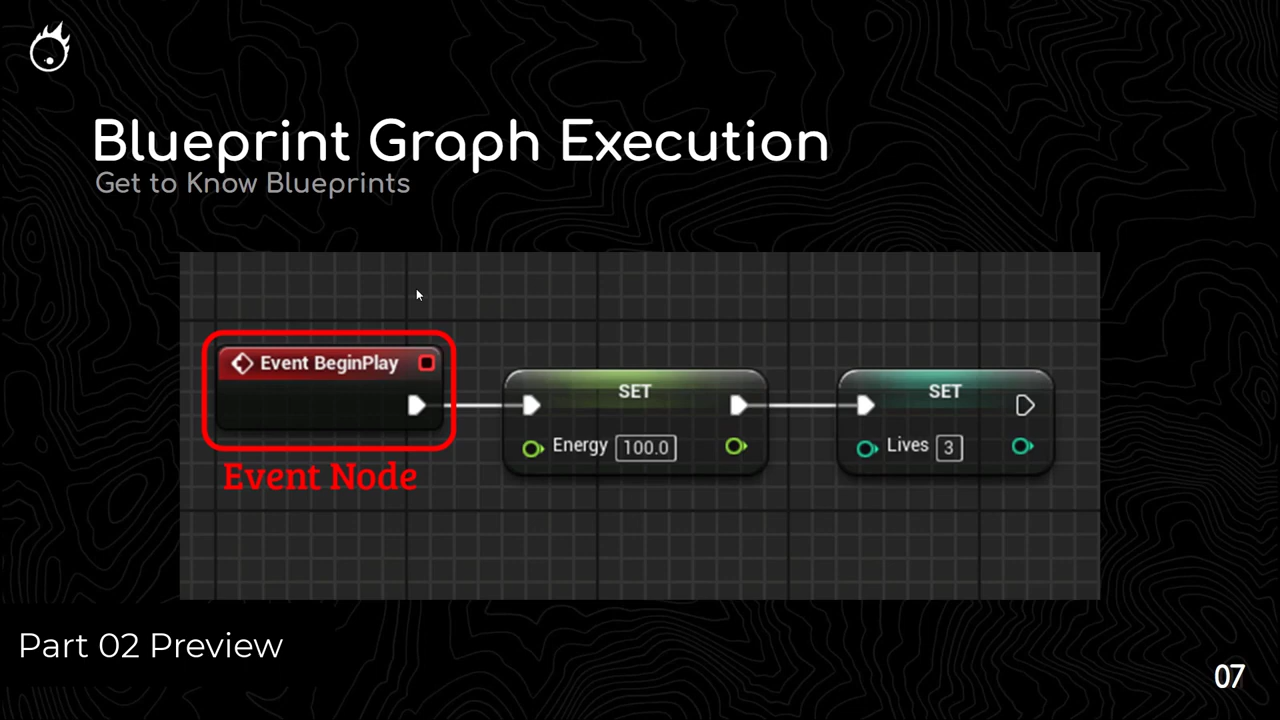 Blueprint Graph Execution
Get to Know Blueprints
Event BeginPlay
SET
SET
Energy 100.0
Lives 3
Event Node
Part 02 Preview
07